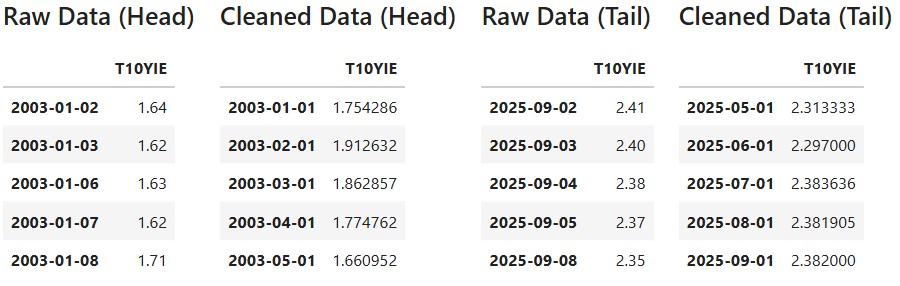 Raw Data (Head) Cleaned Data (Head) Raw Data (Tail) Cleaned Data (Tail)
T10YIE T10YIE T10YIE T10YIE
2003-01-02 1.64 2003-01-01 1.754286 2025-09-02 2.41 2025-05-01 2.313333
2003-01-03 1.62 2003-02-01 1.912632 2025-09-03 2.40 2025-06-01 2.297000
2003-01-06 1.63 2003-03-01 1.862857 2025-09-04 2.38 2025-07-01 2.383636
2003-01-07 1.62 2003-04-01 1.774762 2025-09-05 2.37 2025-08-01 2.381905
2003-01-08 1.71 2003-05-01 1.660952 2025-09-08 2.35 2025-09-01 2.382000